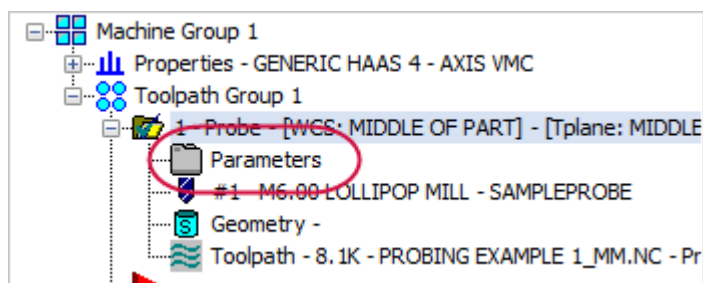 Machine Group 1
Properties - GENERIC HAAS 4 - AXIS VMC
Toolpath Group 1
1 - Probe - [WCS: MIDDLE OF PART] - [Tplane: MIDDLE
Parameters
#1 - M6.00 LOLLIPOP MILL - SAMPLEPROBE
Geometry -
Toolpath - 8.1K - PROBING EXAMPLE 1_MM.NC - Pr